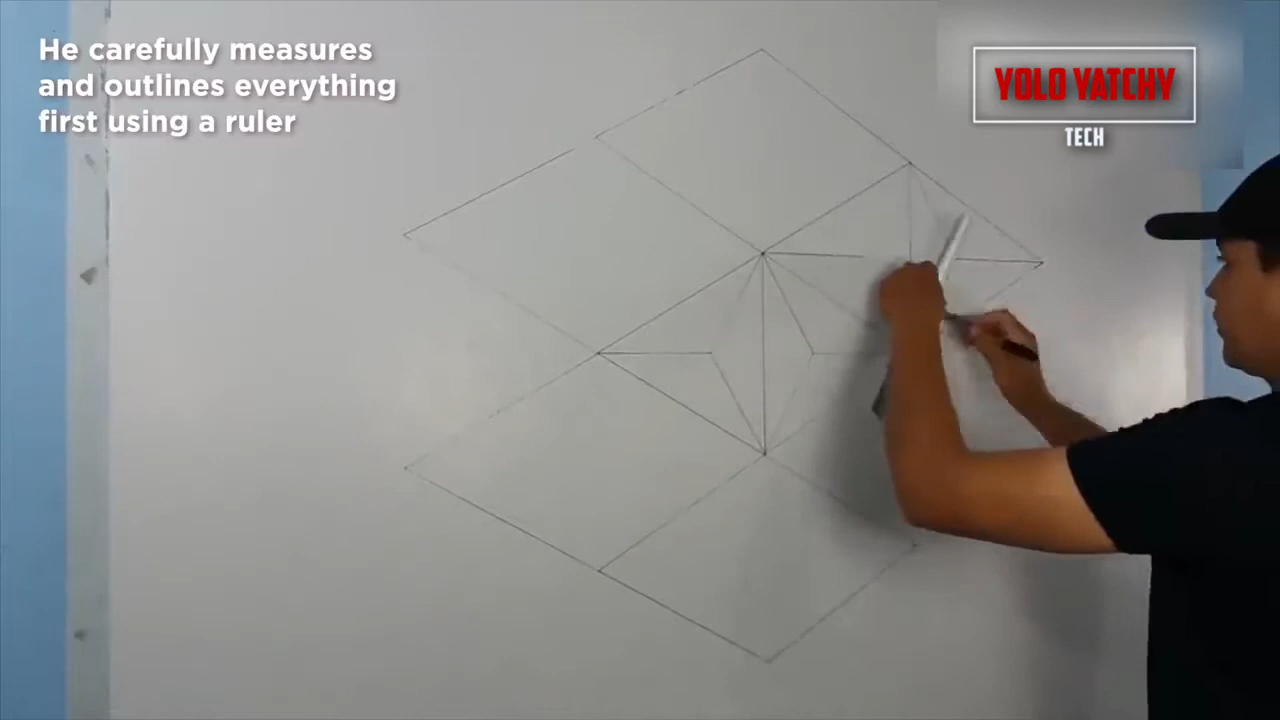 He carefully measures
and outlines everything
first using a ruler
YOLO YATCHY
TECH